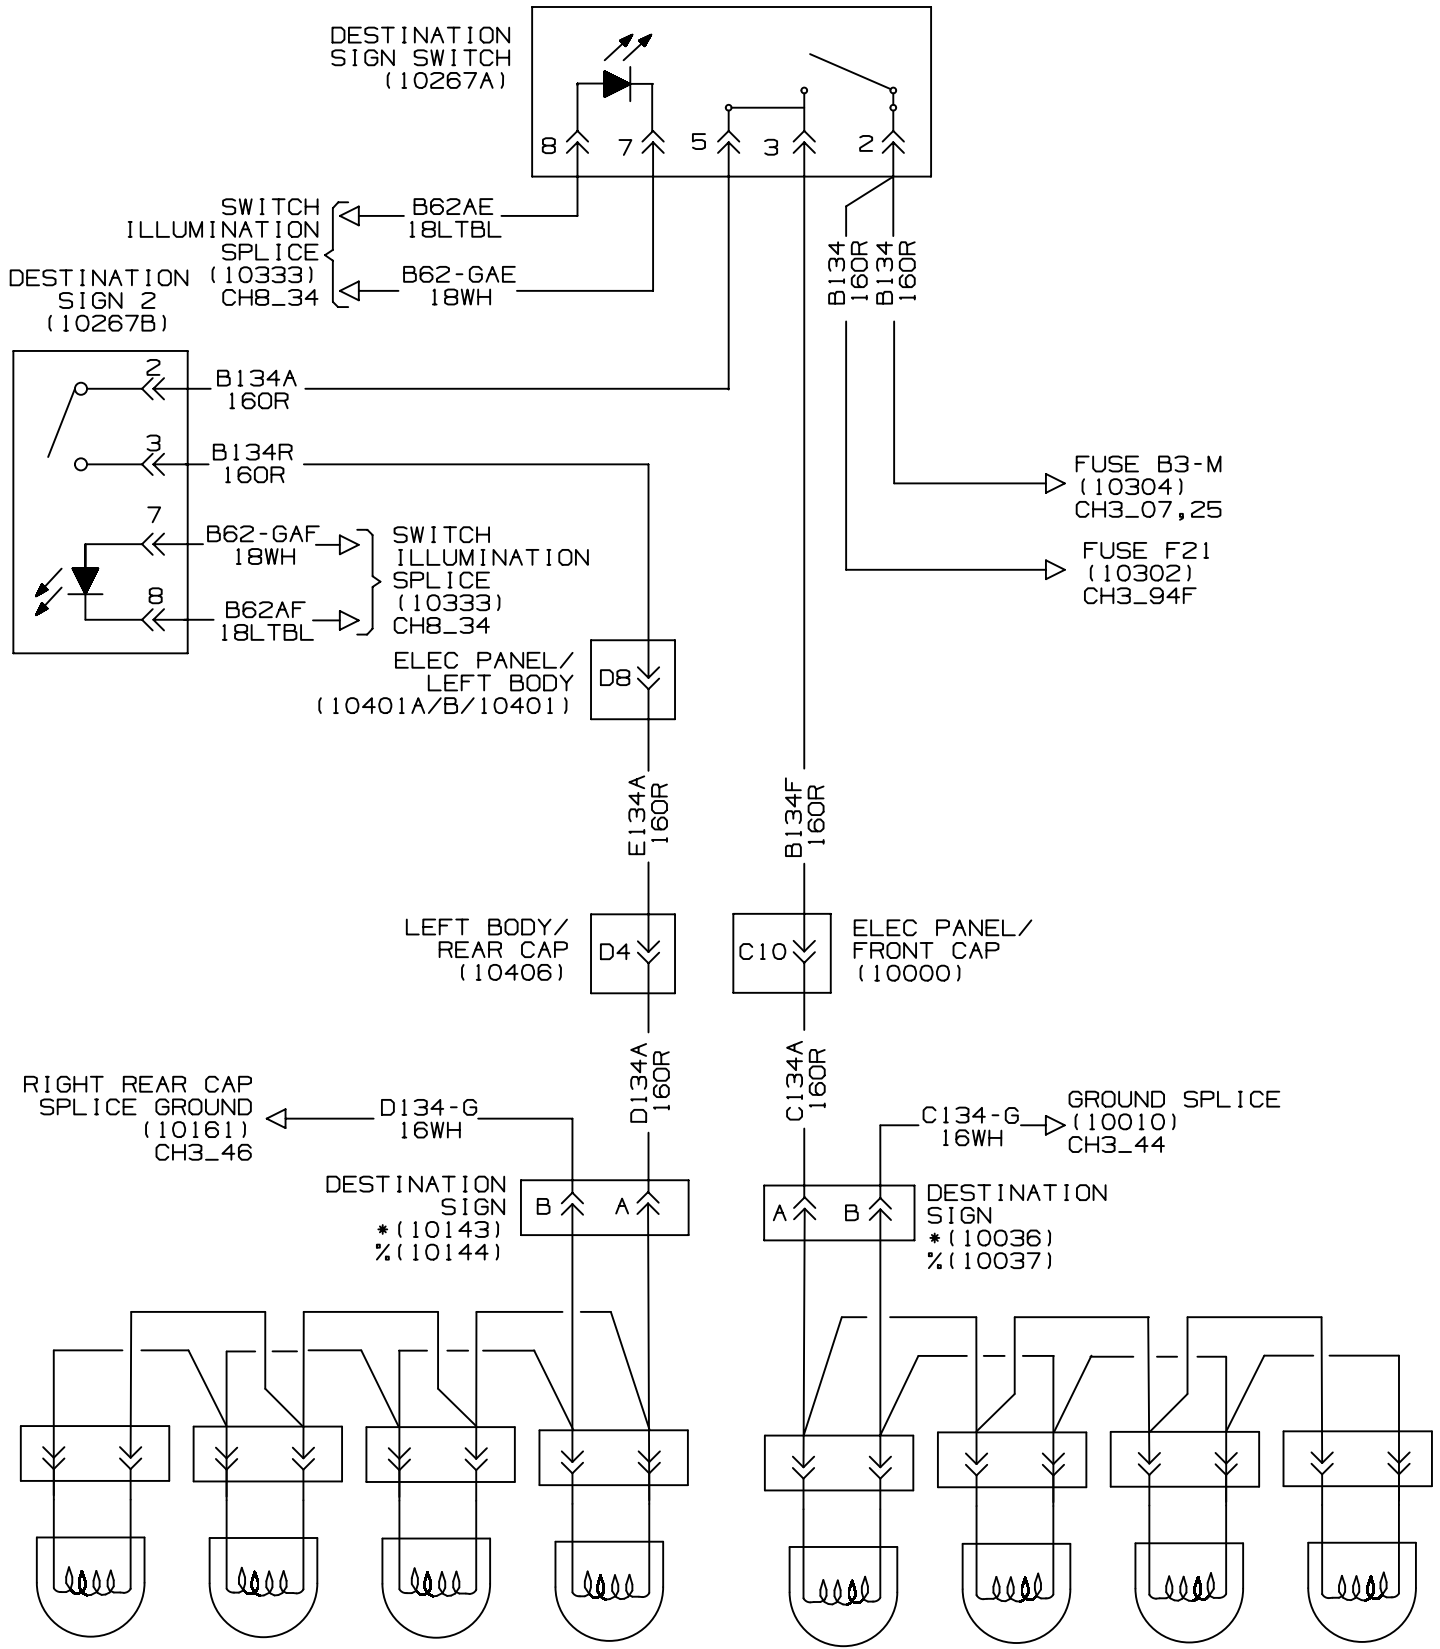 DESTINATION
SIGN SWITCH
(10267A)
8
7
5
3
2
SWITCH
ILLUMINATION
SPLICE
(10333)
CH8_34
B62AE
18LTBL
B62-GAE
18WH
B134
16OR
B134
16OR
DESTINATION
SIGN 2
(10267B)
2
B134A
16OR
3
B134R
16OR
7
B62-GAF
18WH
8
B62AF
18LTBL
SWITCH
ILLUMINATION
SPLICE
(10333)
CH8_34
FUSE B3-M
(10304)
CH3_07,25
FUSE F21
(10302)
CH3_94F
ELEC PANEL/
LEFT BODY
(10401A/B/10401)
D8
E134A
16OR
B134F
16OR
LEFT BODY/
REAR CAP
(10406)
D4
C10
ELEC PANEL/
FRONT CAP
(10000)
D134A
16OR
C134A
16OR
RIGHT REAR CAP
SPLICE GROUND
(10161)
CH3_46
D134-G
16WH
C134-G
16WH
GROUND SPLICE
(10010)
CH3_44
DESTINATION
SIGN
*(10143)
%(10144)
B
A
A
B
DESTINATION
SIGN
*(10036)
%(10037)